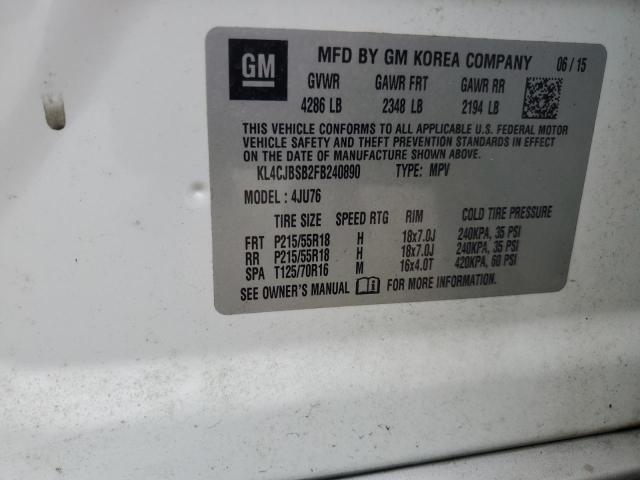 GM
MFD BY GM KOREA COMPANY 06 / 15
GVWR GAWR FRT GAWR RR
4286 LB 2348 LB 2194 LB
THIS VEHICLE CONFORMS TO ALL APPLICABLE U.S. FEDERAL MOTOR
VEHICLE SAFETY AND THEFT PREVENTION STANDARDS IN EFFECT ON
THE DATE OF MANUFACTURE SHOWN ABOVE.
KL4CJBSB2FB240890 TYPE: MPV
MODEL : 4JU76
TIRE SIZE SPEED RTG RIM COLD TIRE PRESSURE
FRT P215/55R18 H 18x7.0J 240KPA, 35 PSI
RR P215/55R18 H 18x7.0J 240KPA, 35 PSI
SPA T125/70R16 M 16x4.0T 420KPA, 60 PSI
SEE OWNER'S MANUAL FOR MORE INFORMATION.